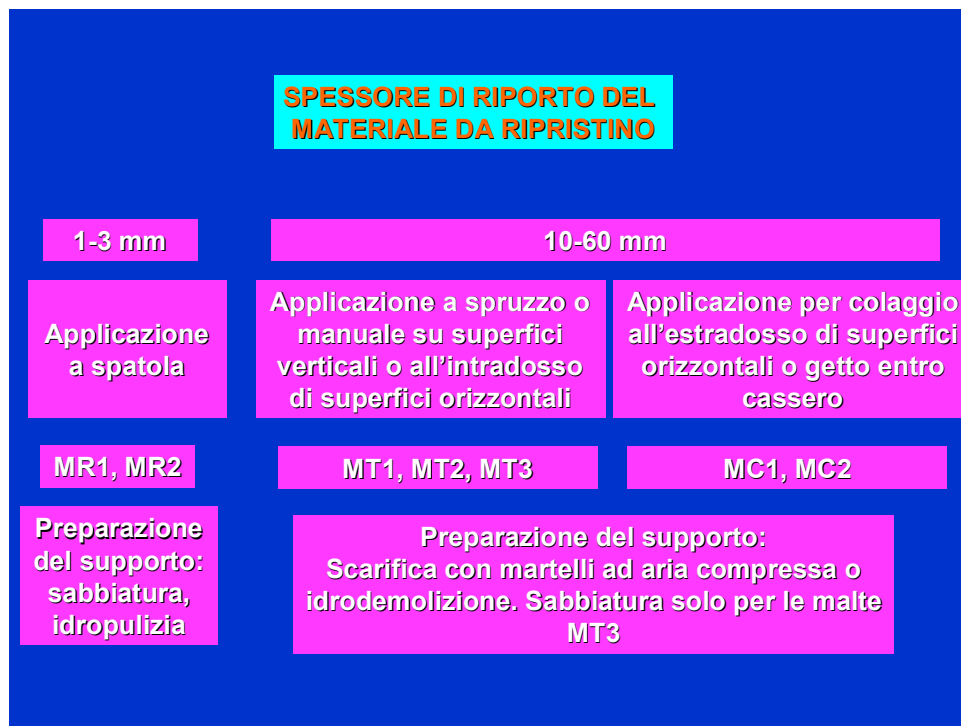 SPESSORE DI RIPORTO DEL
MATERIALE DA RIPRISTINO
1-3 mm
10-60 mm
Applicazione
a spatola
Applicazione a spruzzo o
manuale su superfici
verticali o all’intradosso
di superfici orizzontali
Applicazione per colaggio
all’estradosso di superfici
orizzontali o getto entro
cassero
MR1, MR2
MT1, MT2, MT3
MC1, MC2
Preparazione
del supporto:
sabbiatura,
idropulizia
Preparazione del supporto:
Scarifica con martelli ad aria compressa o
idrodemolizione. Sabbiatura solo per le malte
MT3